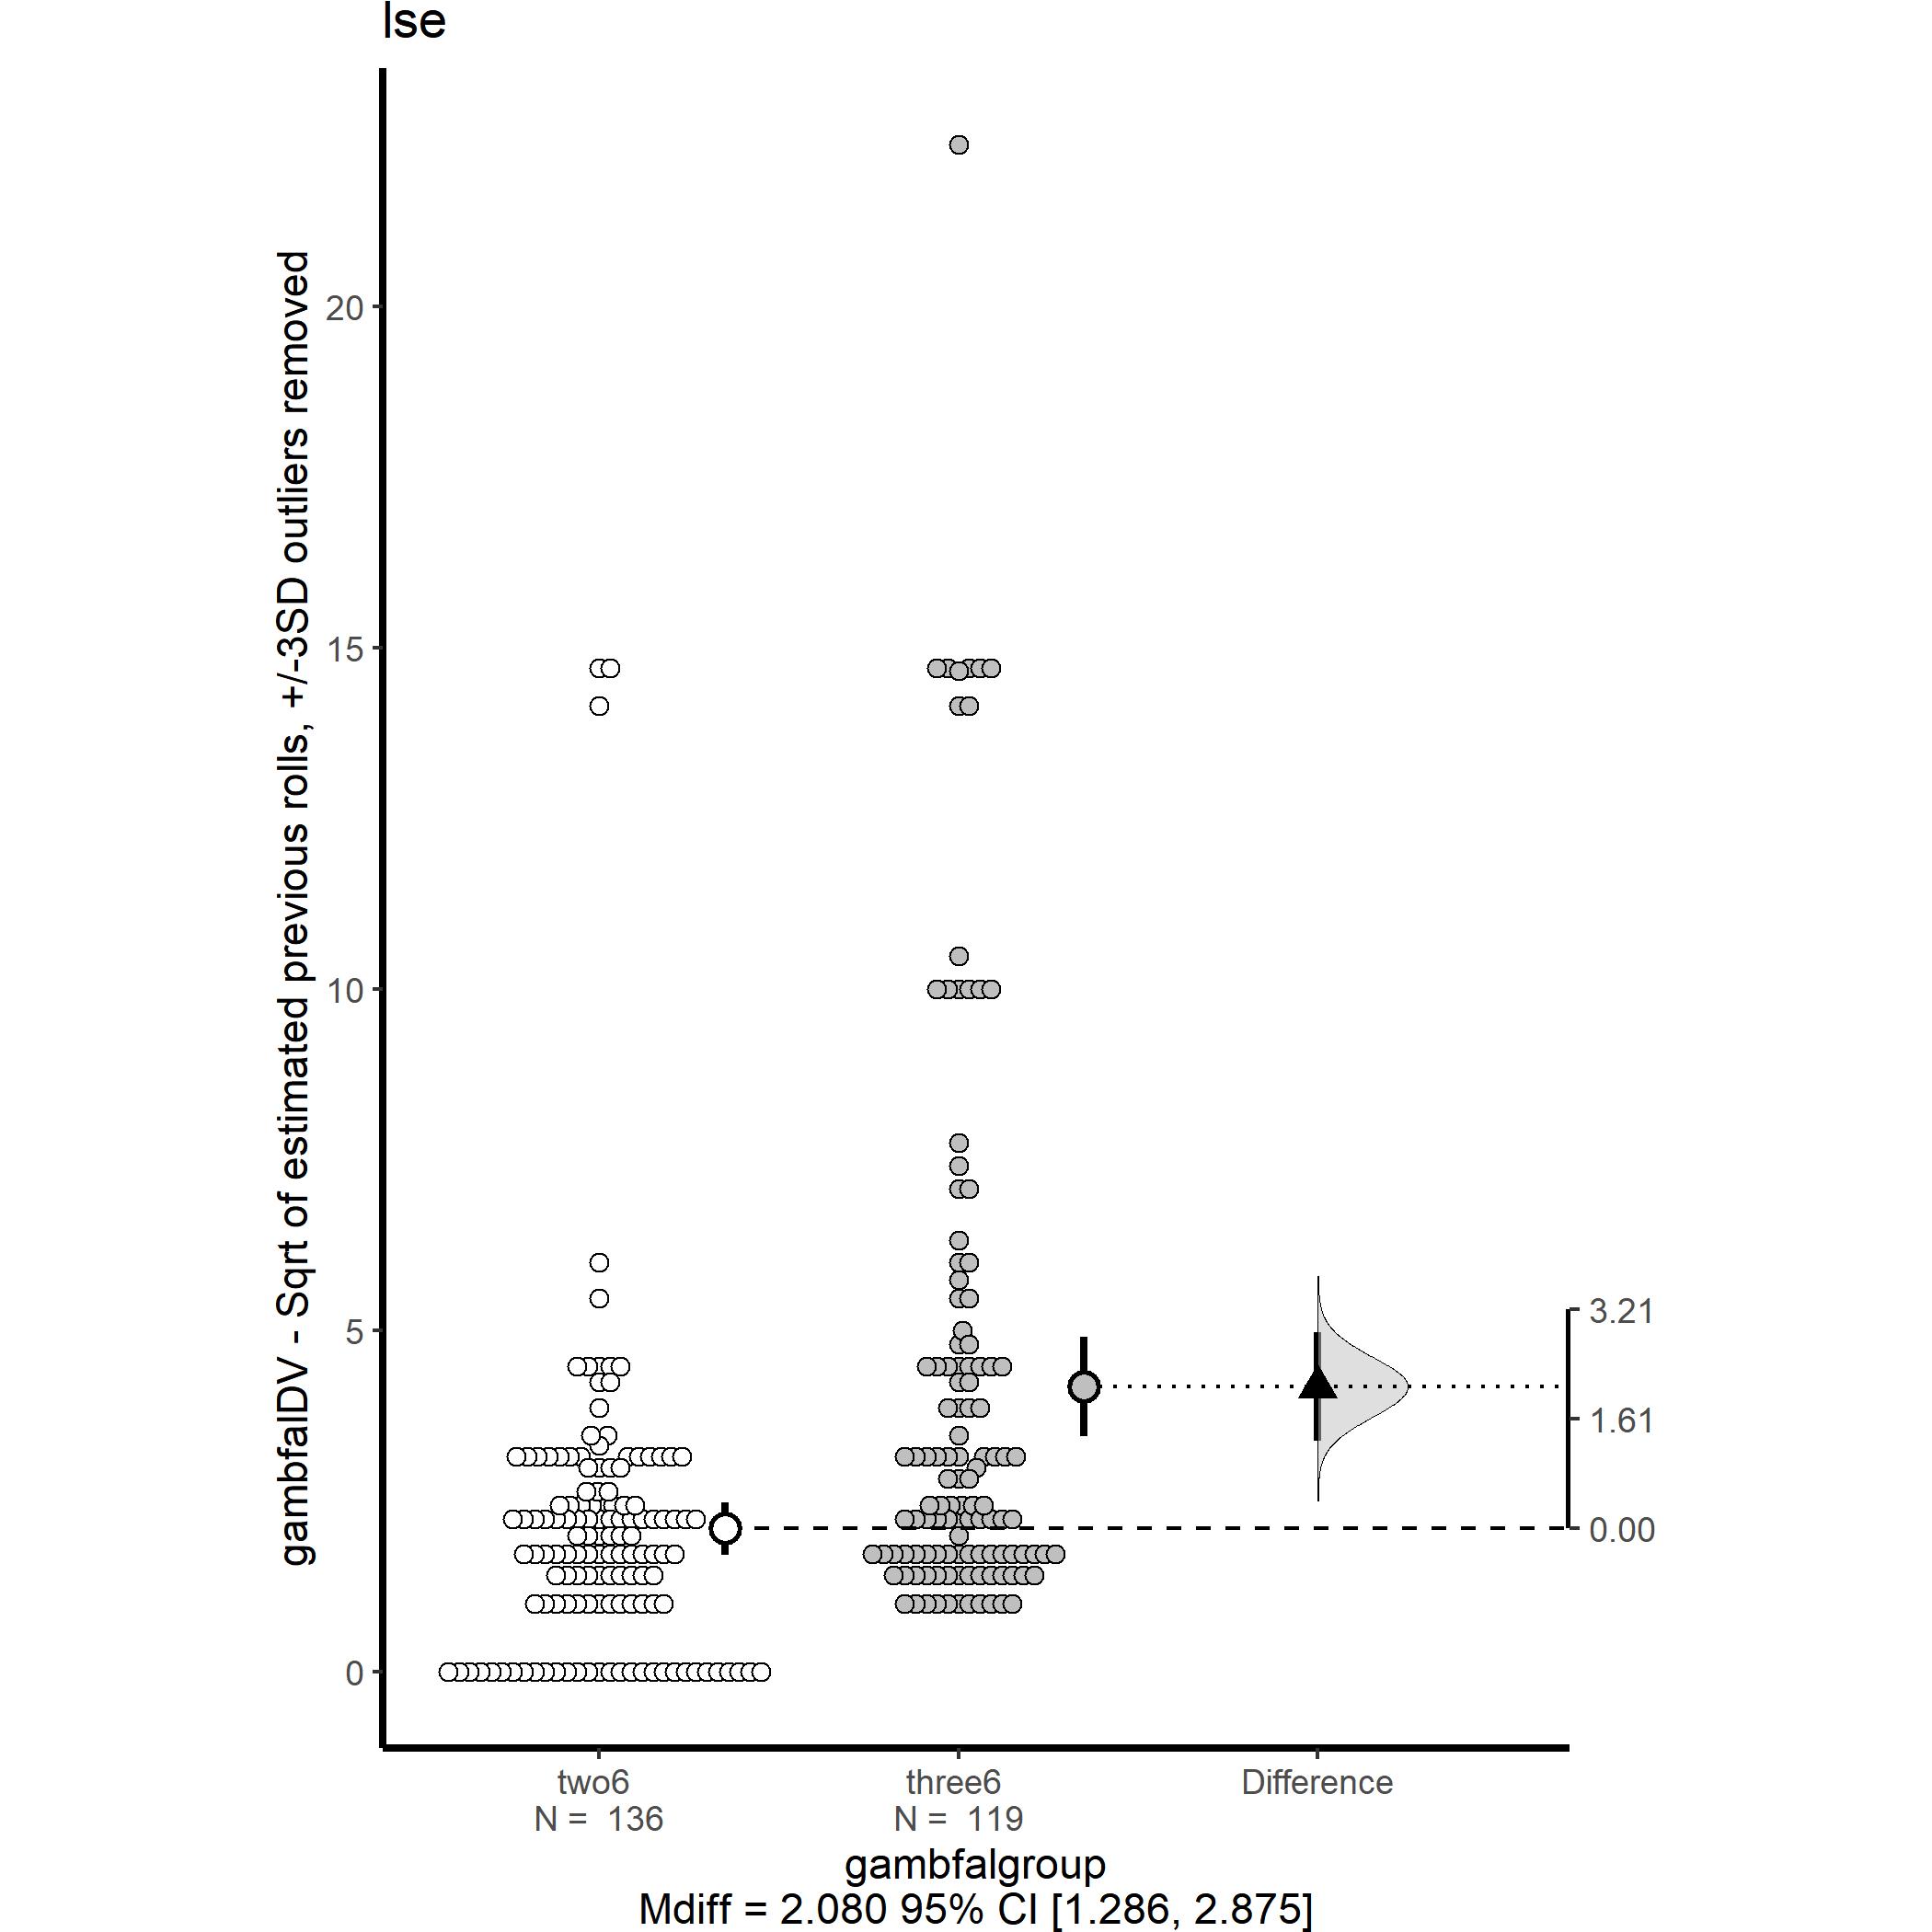 lse
gambfalDV - Sqrt of estimated previous rolls, +/-3SD outliers removed
20
15
10
5
0
3.21
1.61
0.00
two6
N = 136
three6
N = 119
Difference
gambfalgroup
Mdiff = 2.080 95% CI [1.286, 2.875]